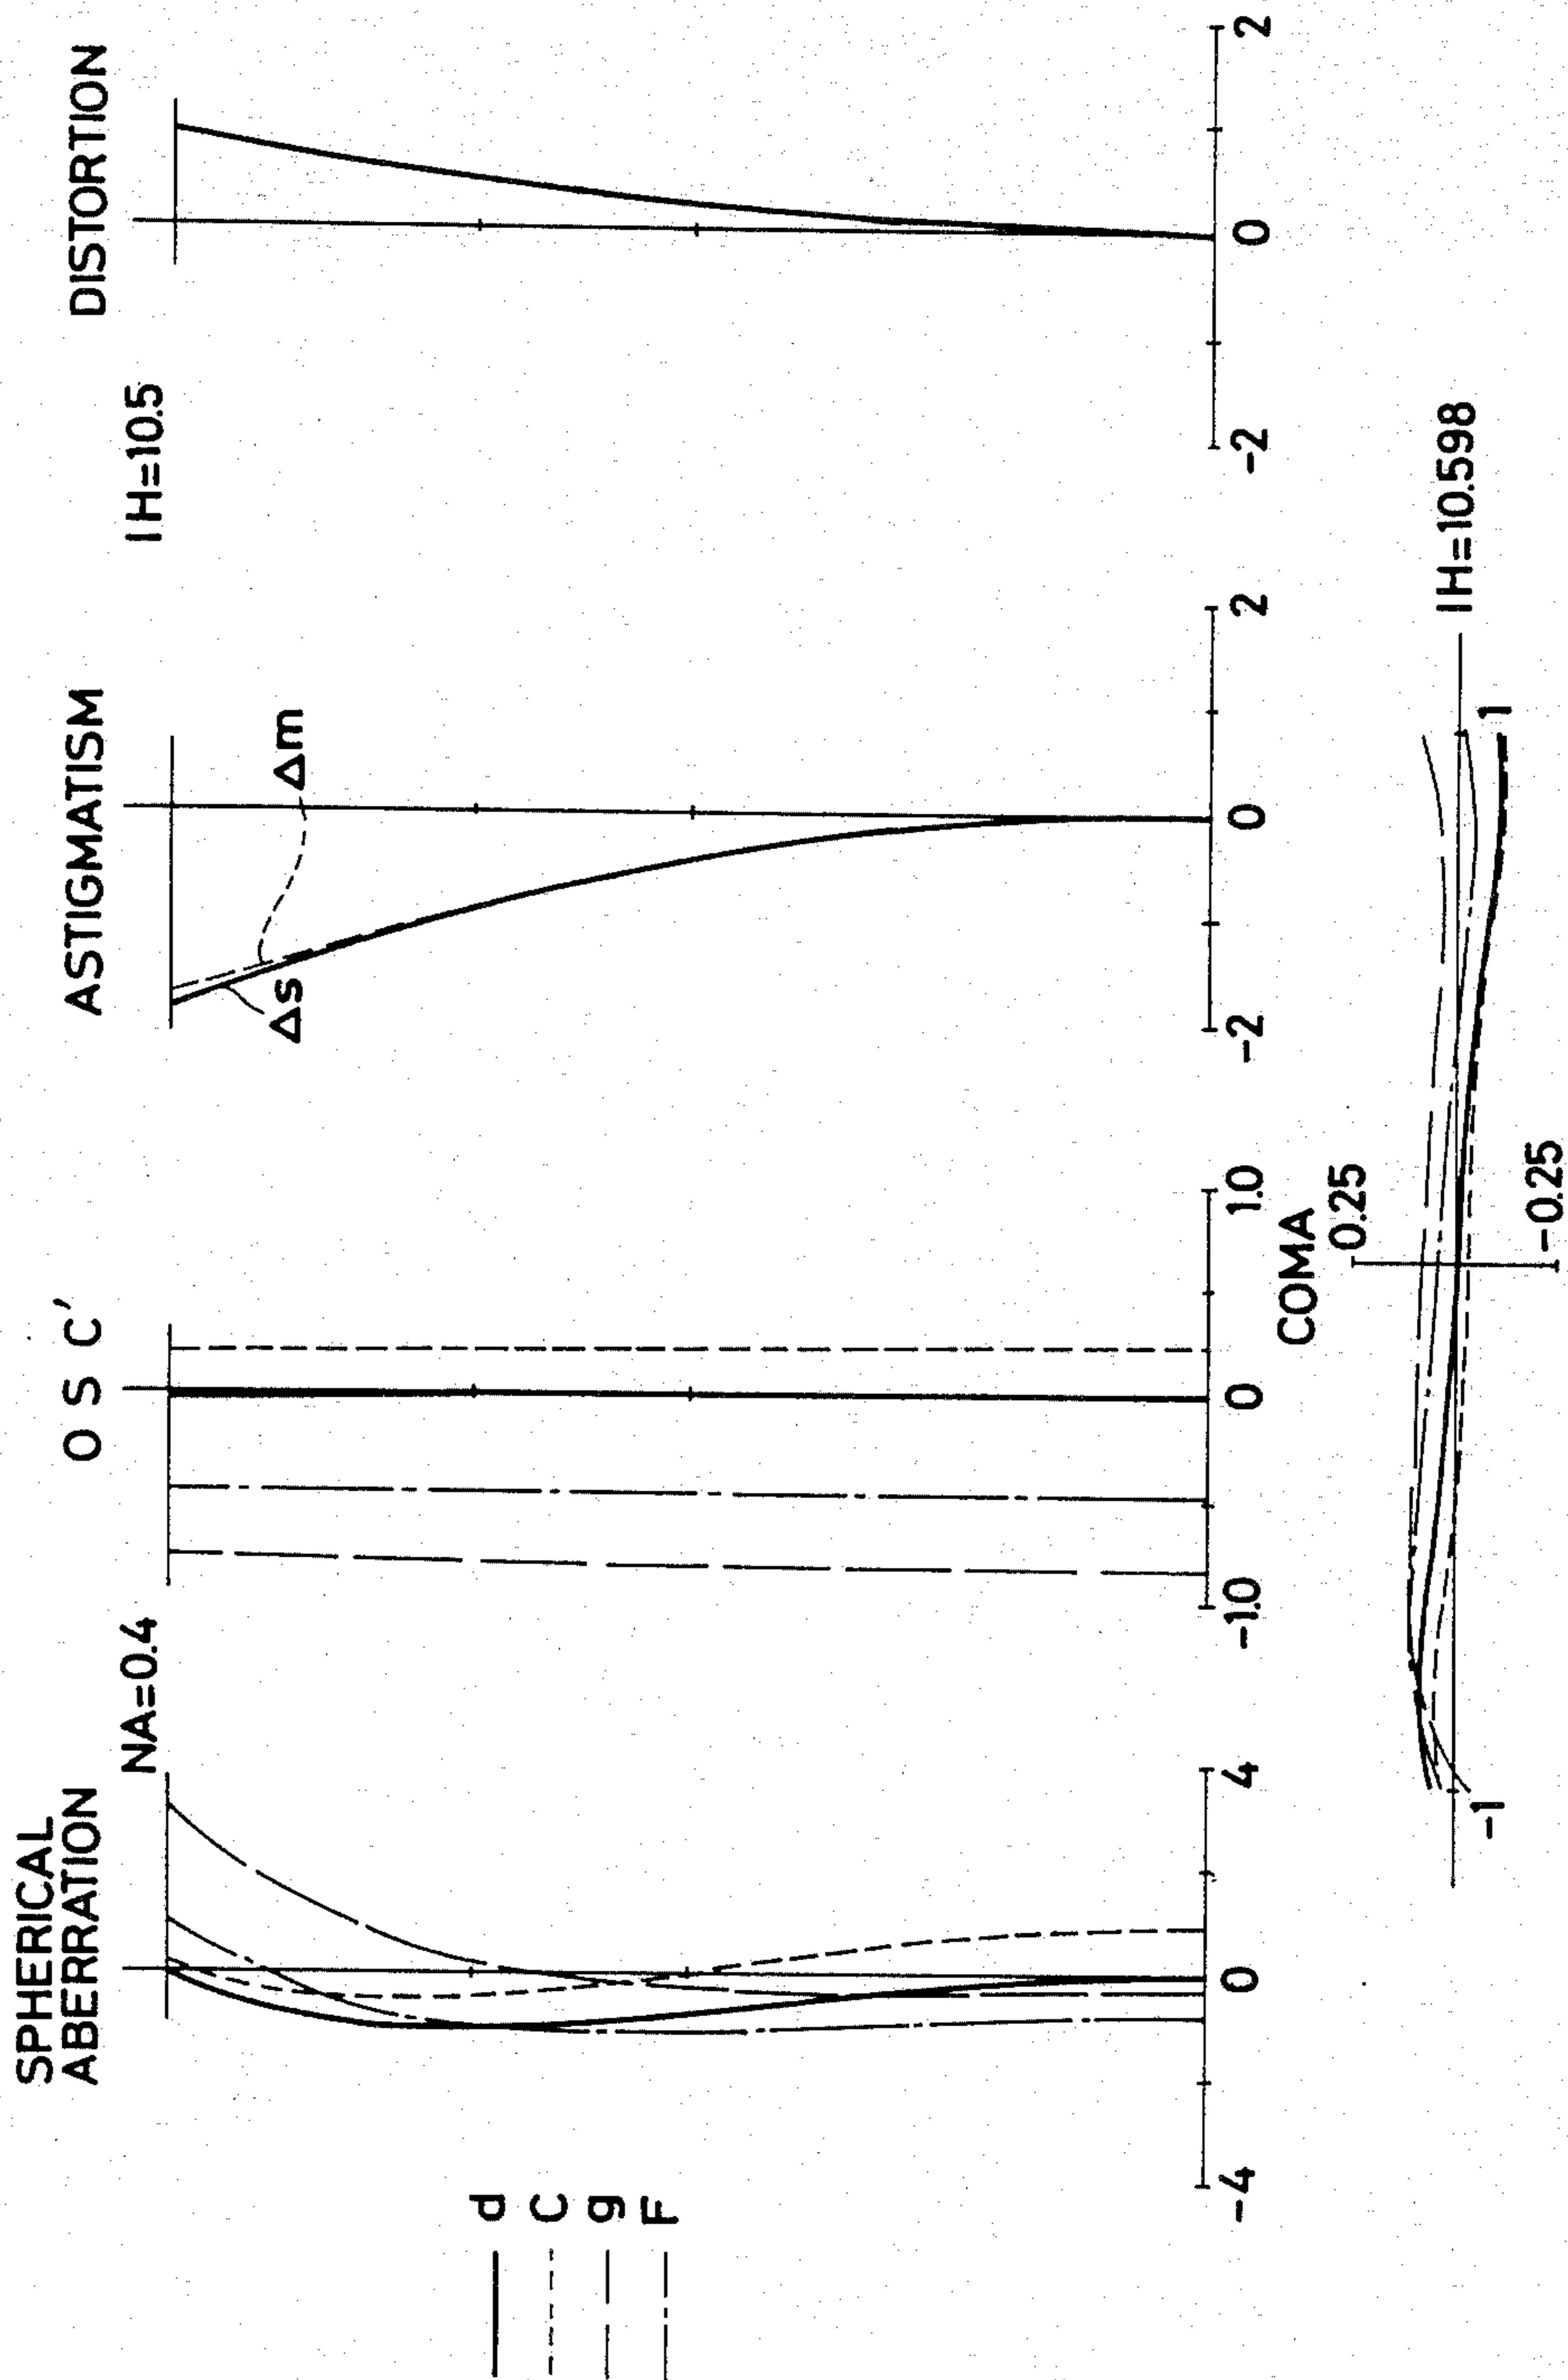 SPHERICAL
ABERRATION
NA=0.4
-4
0
4
d
C
g
F
O S C'
-1.0
0
1.0
ASTIGMATISM
Δs
Δm
-2
0
2
IH=10.5
DISTORTION
-2
0
2
COMA
0.25
-0.25
-1
1
IH=10.598